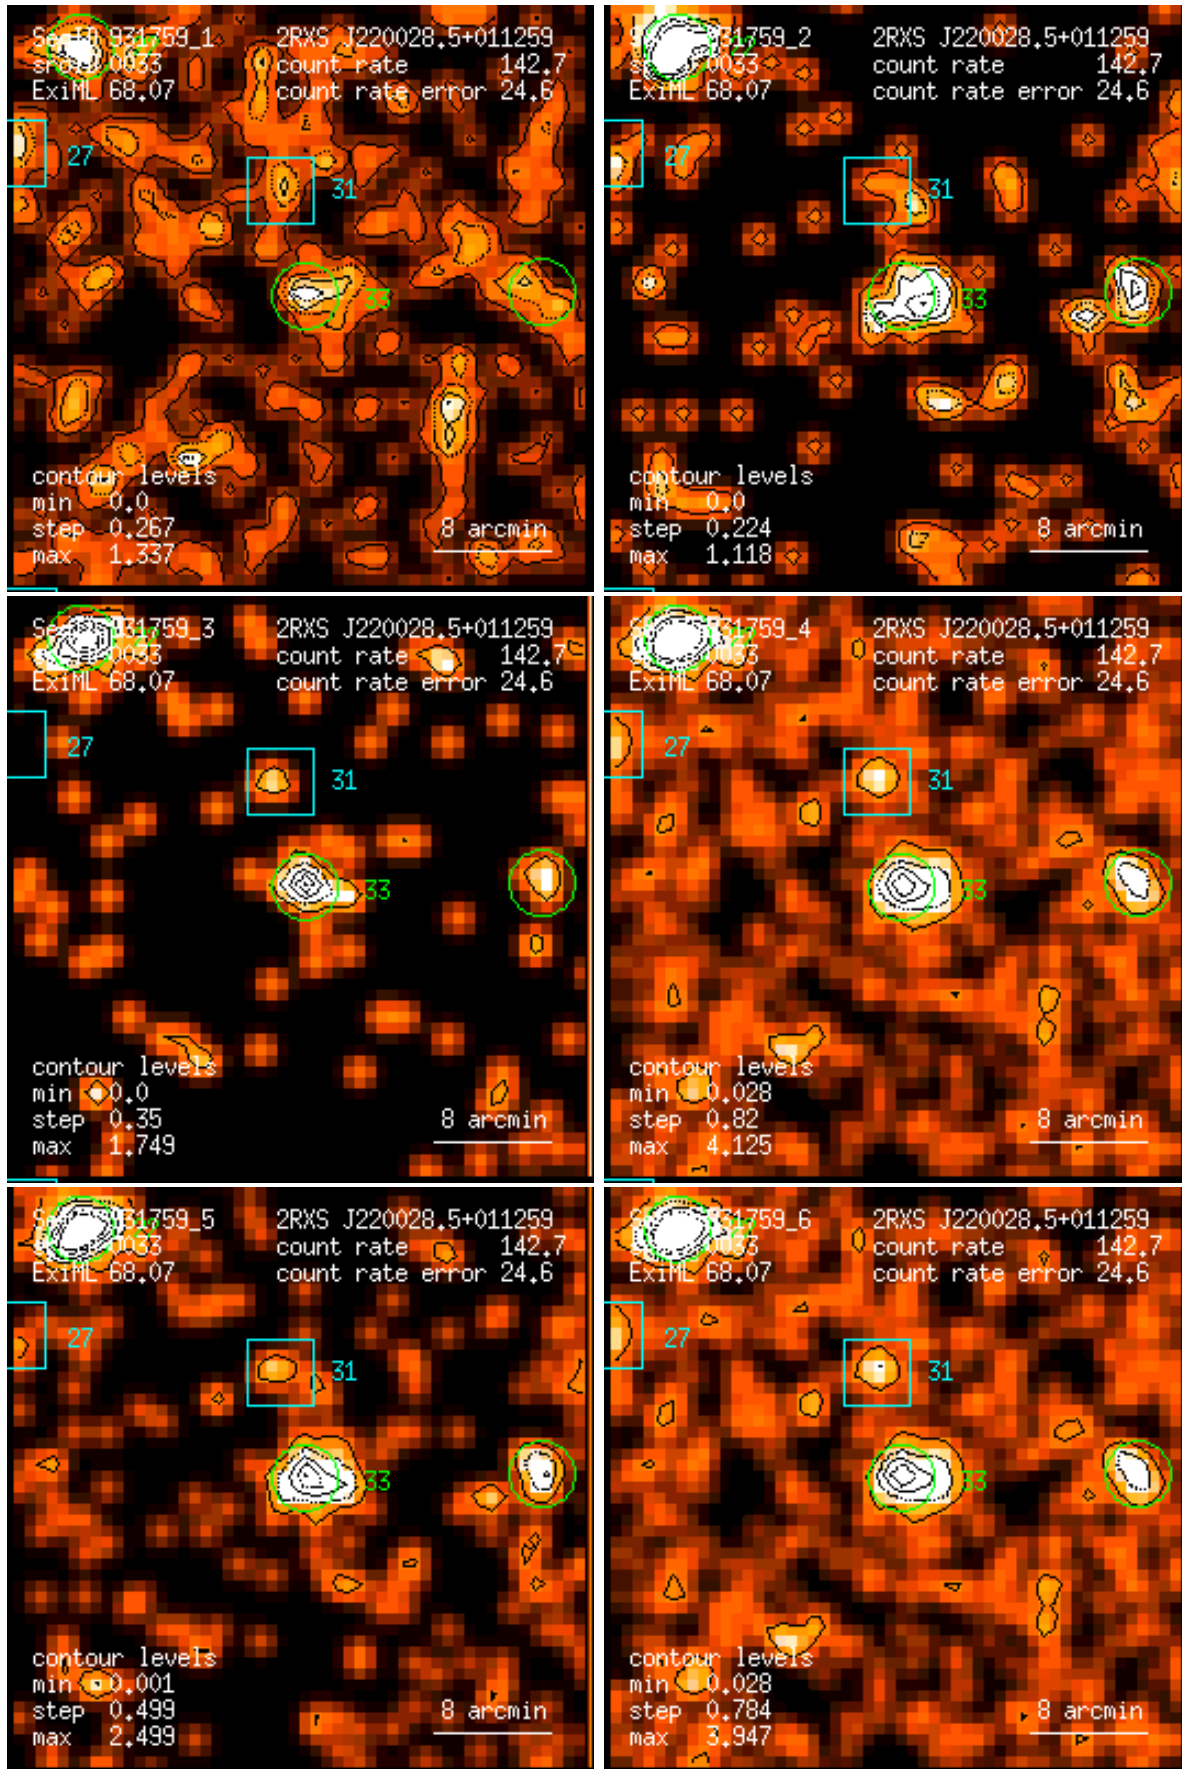 931759_1 2RXS J220028.5+011259
0033 count rate 142.7
ExiML 68.07 count rate error 24.6
27
31
33
contour levels
min 0.0
step 0.267
max 1.337
8 arcmin
931759_2 2RXS J220028.5+011259
0033 count rate 142.7
ExiML 68.07 count rate error 24.6
27
31
33
contour levels
min 0.0
step 0.224
max 1.118
8 arcmin
931759_3 2RXS J220028.5+011259
0033 count rate 142.7
ExiML 68.07 count rate error 24.6
27
31
33
contour levels
min 0.0
step 0.35
max 1.749
8 arcmin
931759_4 2RXS J220028.5+011259
0033 count rate 142.7
ExiML 68.07 count rate error 24.6
27
31
33
contour levels
min 0.028
step 0.82
max 4.125
8 arcmin
931759_5 2RXS J220028.5+011259
0033 count rate 142.7
ExiML 68.07 count rate error 24.6
27
31
33
contour levels
min 0.001
step 0.499
max 2.499
8 arcmin
931759_6 2RXS J220028.5+011259
0033 count rate 142.7
ExiML 68.07 count rate error 24.6
27
31
33
contour levels
min 0.028
step 0.784
max 3.947
8 arcmin